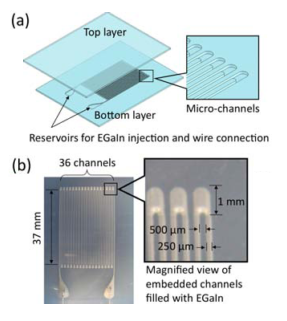 (a)
Top layer
Bottom layer
Micro-channels
Reservoirs for EGaIn injection and wire connection
(b)
36 channels
37 mm
1 mm
500 μm
250 μm
Magnified view of
embedded channels
filled with EGaIn